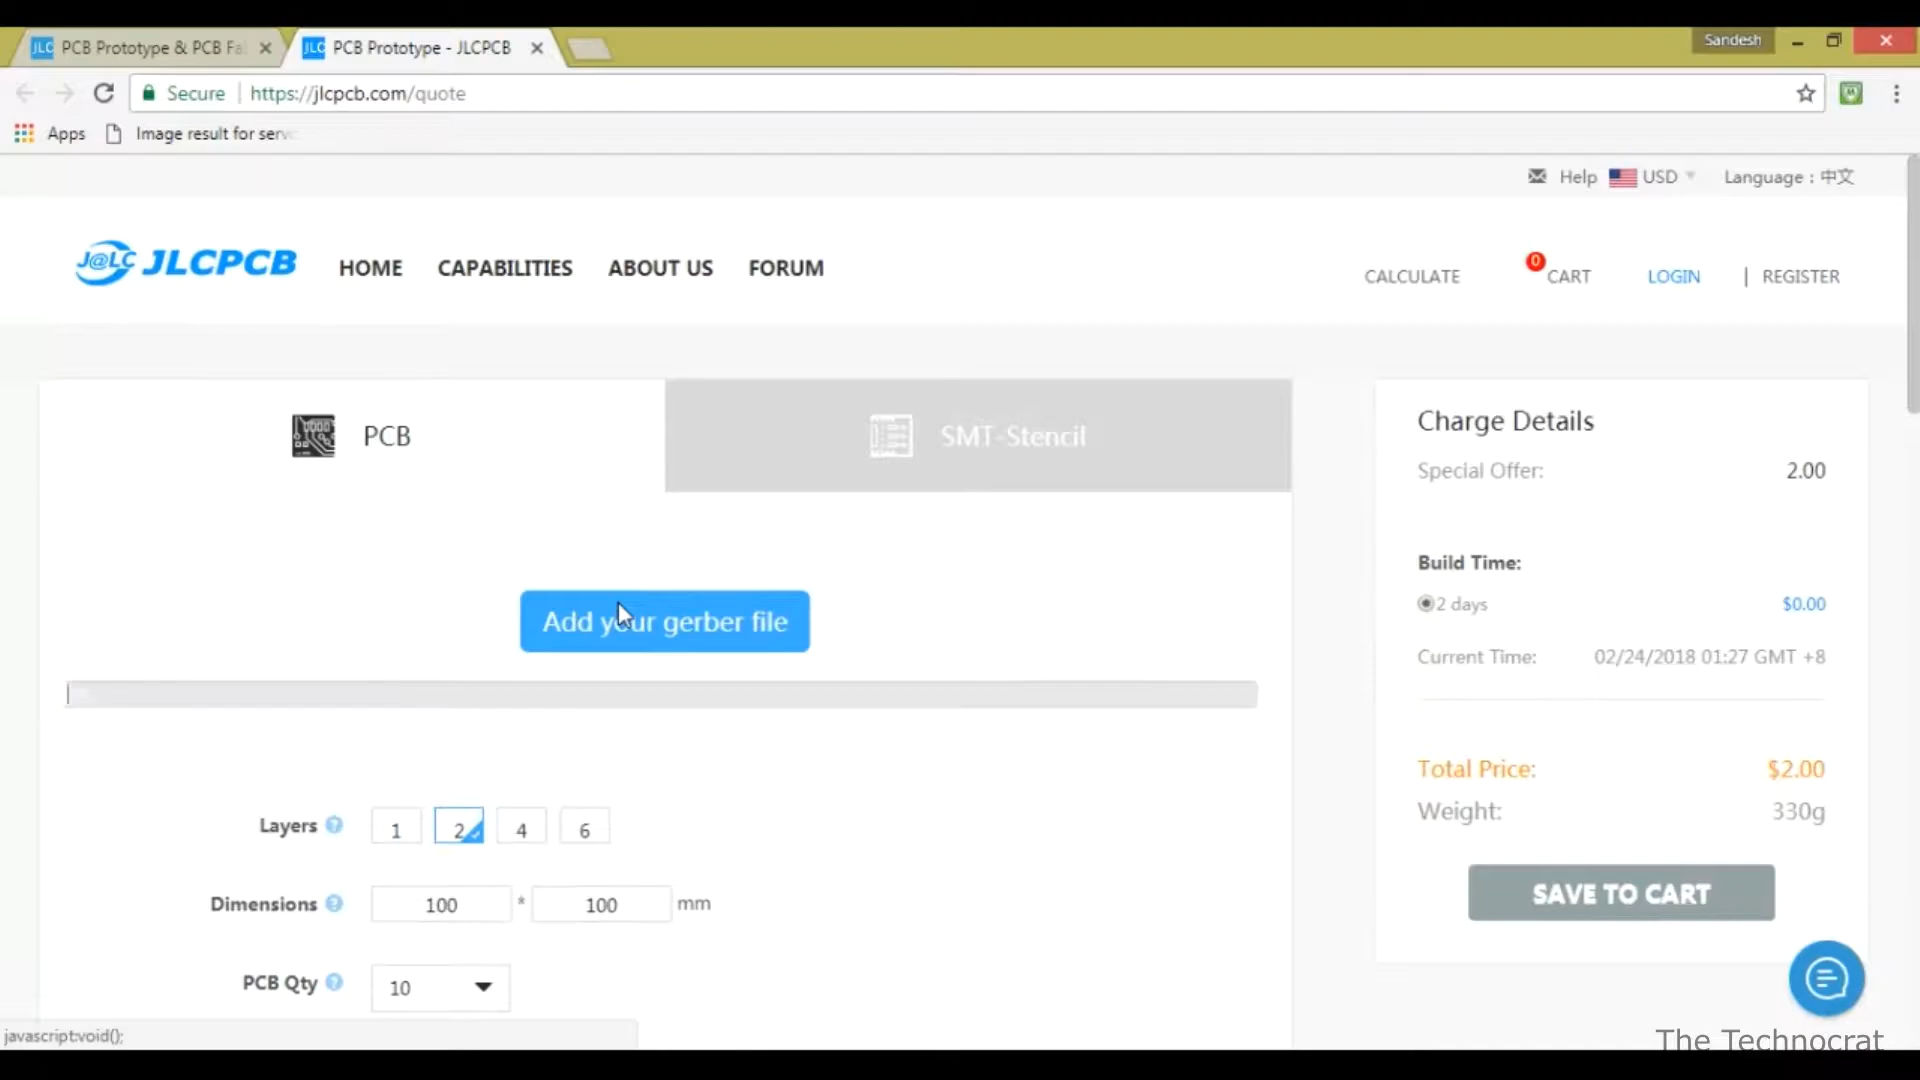 JLC PCB Prototype & PCB Fa
JLC PCB Prototype - JLCPCB
Sandesh
Secure https://jlcpcb.com/quote
Apps Image result for serv
Help USD Language : 中文
J@LC JLCPCB HOME CAPABILITIES ABOUT US FORUM
CALCULATE 0 CART LOGIN | REGISTER
PCB
SMT-Stencil
Add your gerber file
Layers ? 1 2 4 6
Dimensions ? 100 * 100 mm
PCB Qty ? 10
Charge Details
Special Offer: 2.00
Build Time:
2 days $0.00
Current Time: 02/24/2018 01:27 GMT +8
Total Price: $2.00
Weight: 330g
SAVE TO CART
javascript:void();
The Technocrat